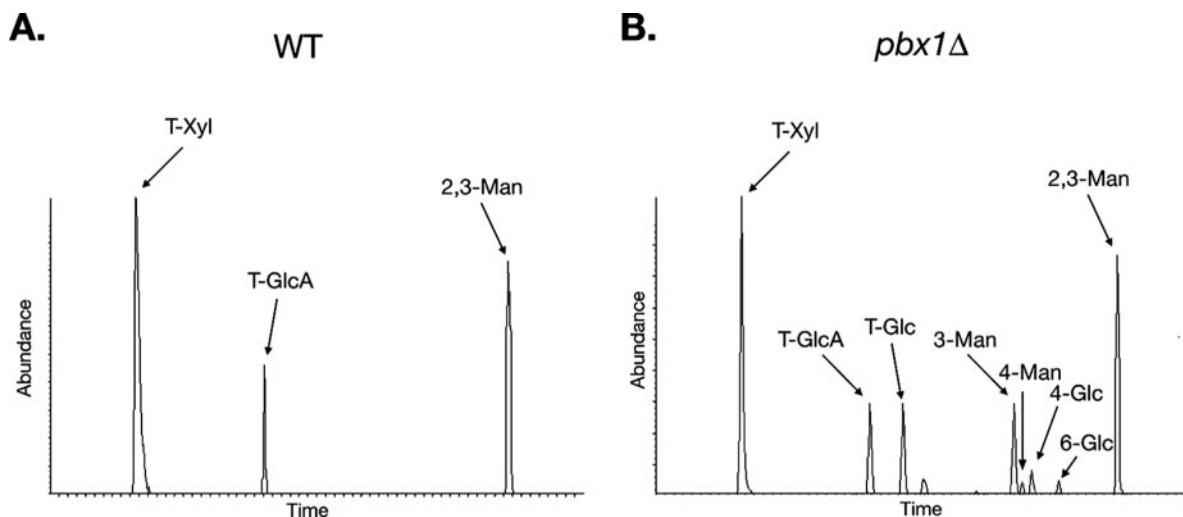 A.
WT
T-Xyl
T-GlcA
2,3-Man
Abundance
Time
B.
pbx1Δ
T-Xyl
T-GlcA
T-Glc
3-Man
4-Man
4-Glc
6-Glc
2,3-Man
Abundance
Time